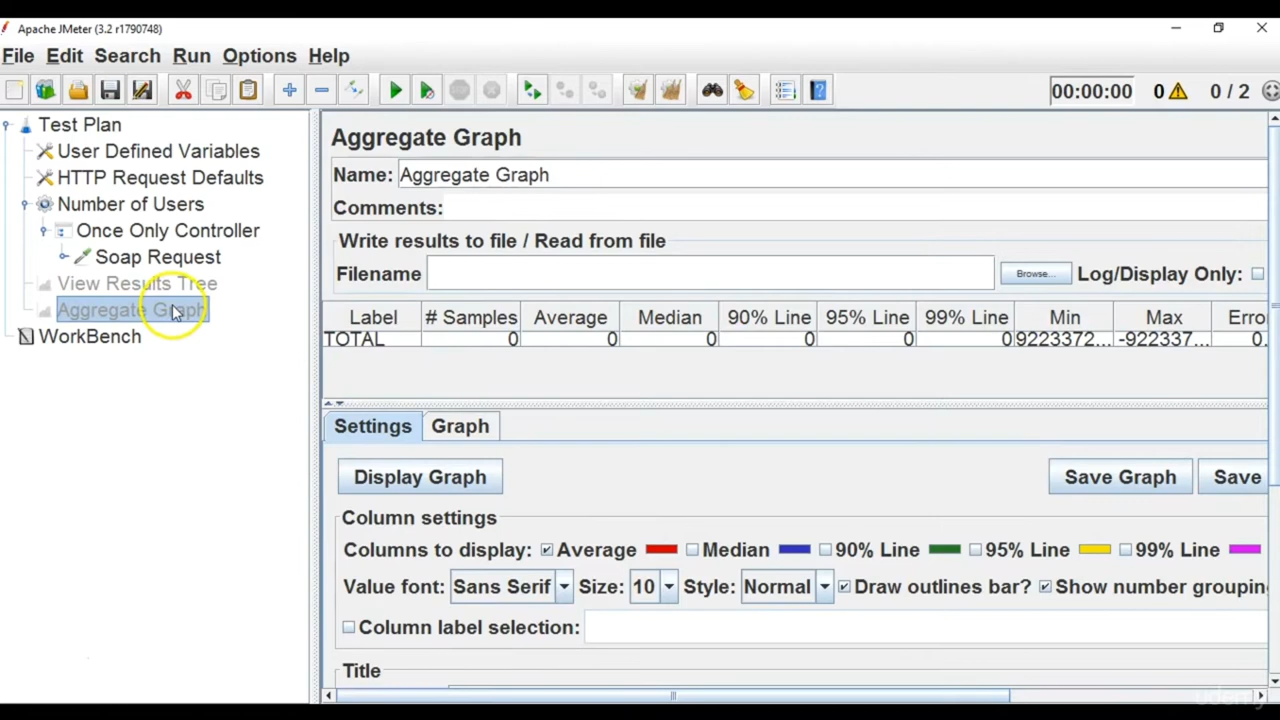 Apache JMeter (3.2 r1790748)
File Edit Search Run Options Help
00:00:00 0 0 / 2
Test Plan
User Defined Variables
HTTP Request Defaults
Number of Users
Once Only Controller
Soap Request
View Results Tree
Aggregate Graph
WorkBench
Aggregate Graph
Name: Aggregate Graph
Comments:
Write results to file / Read from file
Filename Browse... Log/Display Only:
Label # Samples Average Median 90% Line 95% Line 99% Line Min Max Erro
TOTAL 0 0 0 0 0 0 9223372... -922337... 0.
Settings Graph
Display Graph Save Graph Save
Column settings
Columns to display: Average Median 90% Line 95% Line 99% Line
Value font: Sans Serif Size: 10 Style: Normal Draw outlines bar? Show number grouping
Column label selection:
Title
udemy